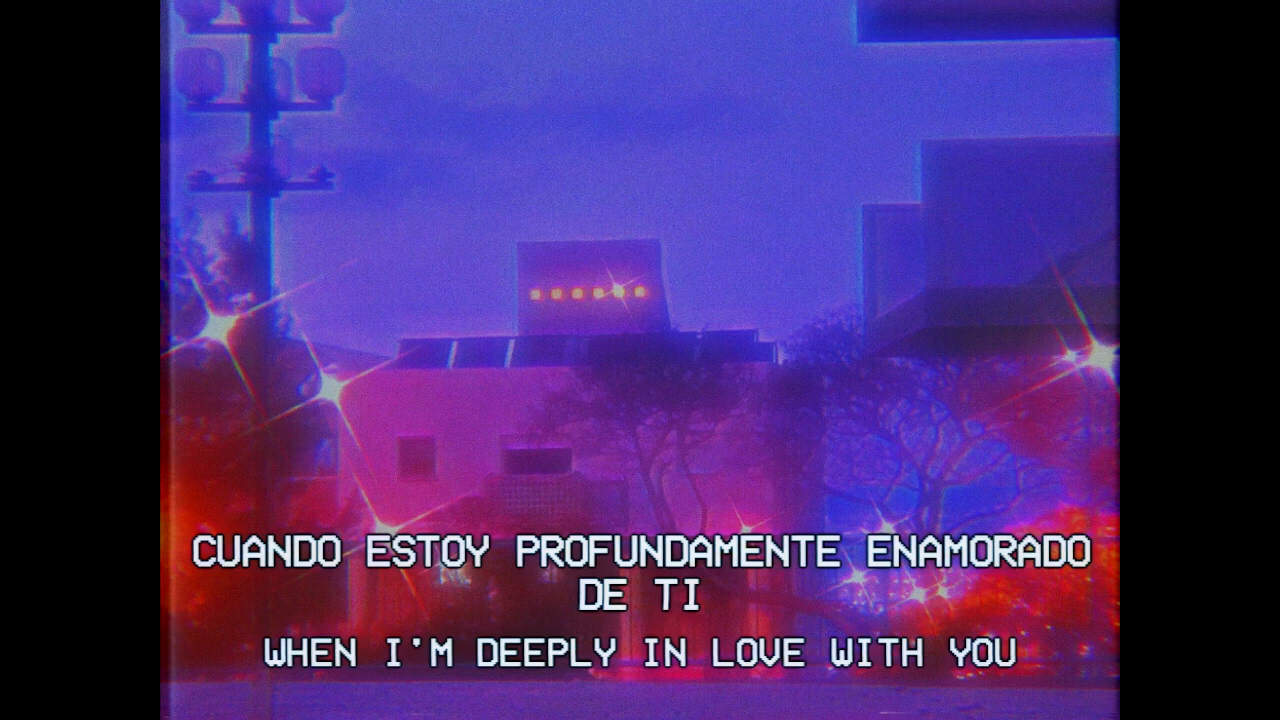 CUANDO ESTOY PROFUNDAMENTE ENAMORADO
DE TI
WHEN I'M DEEPLY IN LOVE WITH YOU